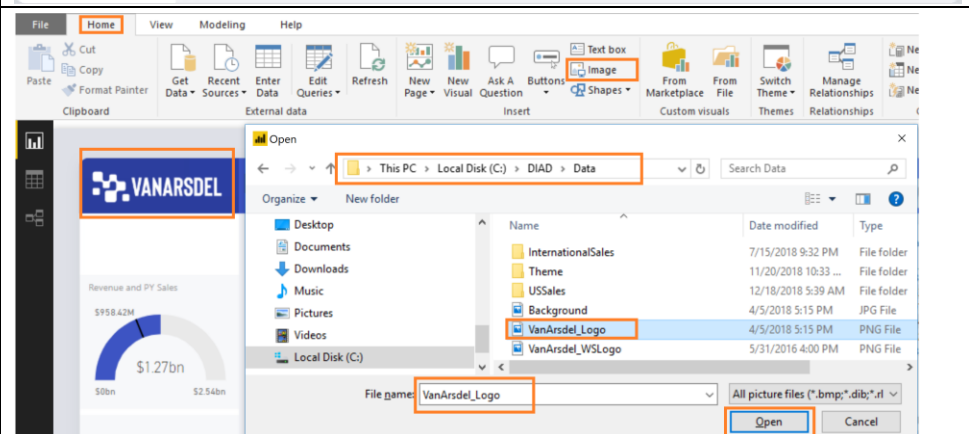 File Home View Modeling Help
Cut
Copy
Format Painter
Paste
Get Data
Recent Sources
Enter Data
Edit Queries
Refresh
New Page
New Visual
Ask A Question
Buttons
Text box
Image
Shapes
From Marketplace
From File
Switch Theme
Manage Relationships
Ne
Ne
Ne
Clipboard External data Insert Custom visuals Themes Relationships
Open
This PC > Local Disk (C:) > DIAD > Data
Search Data
Organize New folder
VANARSDEL
Desktop
Documents
Downloads
Music
Pictures
Videos
Local Disk (C:)
Name Date modified Type
InternationalSales 7/15/2018 9:32 PM File folder
Theme 11/20/2018 10:33 ... File folder
USSales 12/18/2018 5:39 AM File folder
Background 4/5/2018 5:15 PM JPG File
VanArsdel_Logo 4/5/2018 5:15 PM PNG File
VanArsdel_WSLogo 5/31/2016 4:00 PM PNG File
Revenue and PY Sales
$958.42M
$1.27bn
$0bn $2.54bn
File name: VanArsdel_Logo
All picture files (*.bmp;*.dib;*.rl
Open Cancel